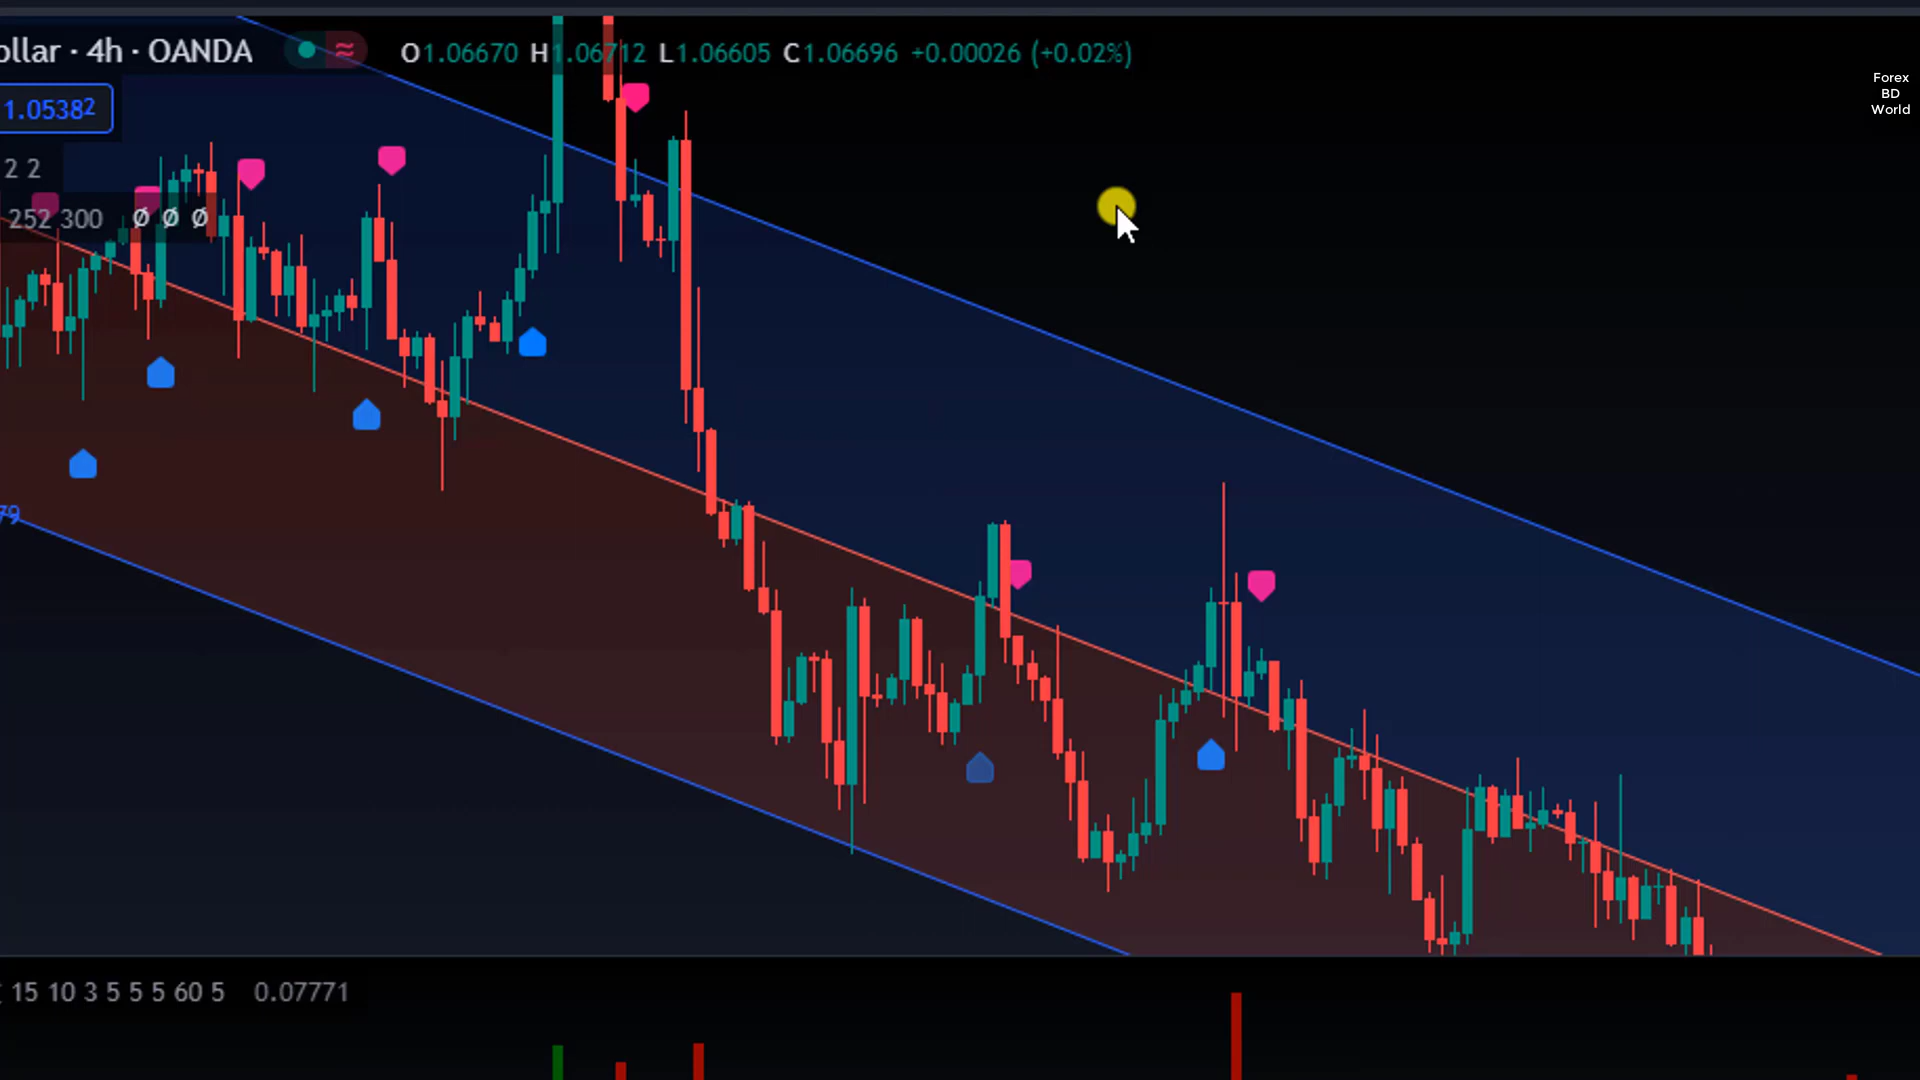 ollar · 4h · OANDA O1.06670 H1.06712 L1.06605 C1.06696 +0.00026 (+0.02%)
1.05382
2 2
252 300 Ø Ø Ø
79
15 10 3 5 5 5 60 5 0.07771
Forex
BD
World